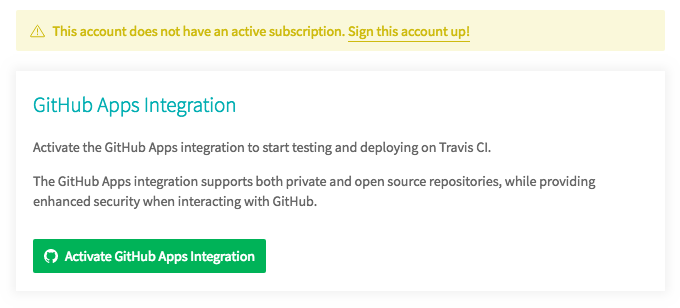 This account does not have an active subscription. Sign this account up!
GitHub Apps Integration
Activate the GitHub Apps integration to start testing and deploying on Travis CI.
The GitHub Apps integration supports both private and open source repositories, while providing
enhanced security when interacting with GitHub.
Activate GitHub Apps Integration